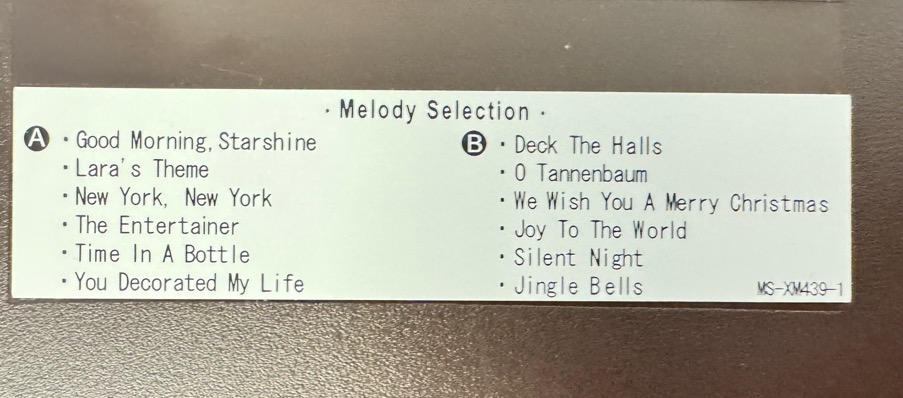 · Melody Selection ·
A · Good Morning, Starshine
· Lara's Theme
· New York, New York
· The Entertainer
· Time In A Bottle
· You Decorated My Life
B · Deck The Halls
· O Tannenbaum
· We Wish You A Merry Christmas
· Joy To The World
· Silent Night
· Jingle Bells
MS-XM439-1